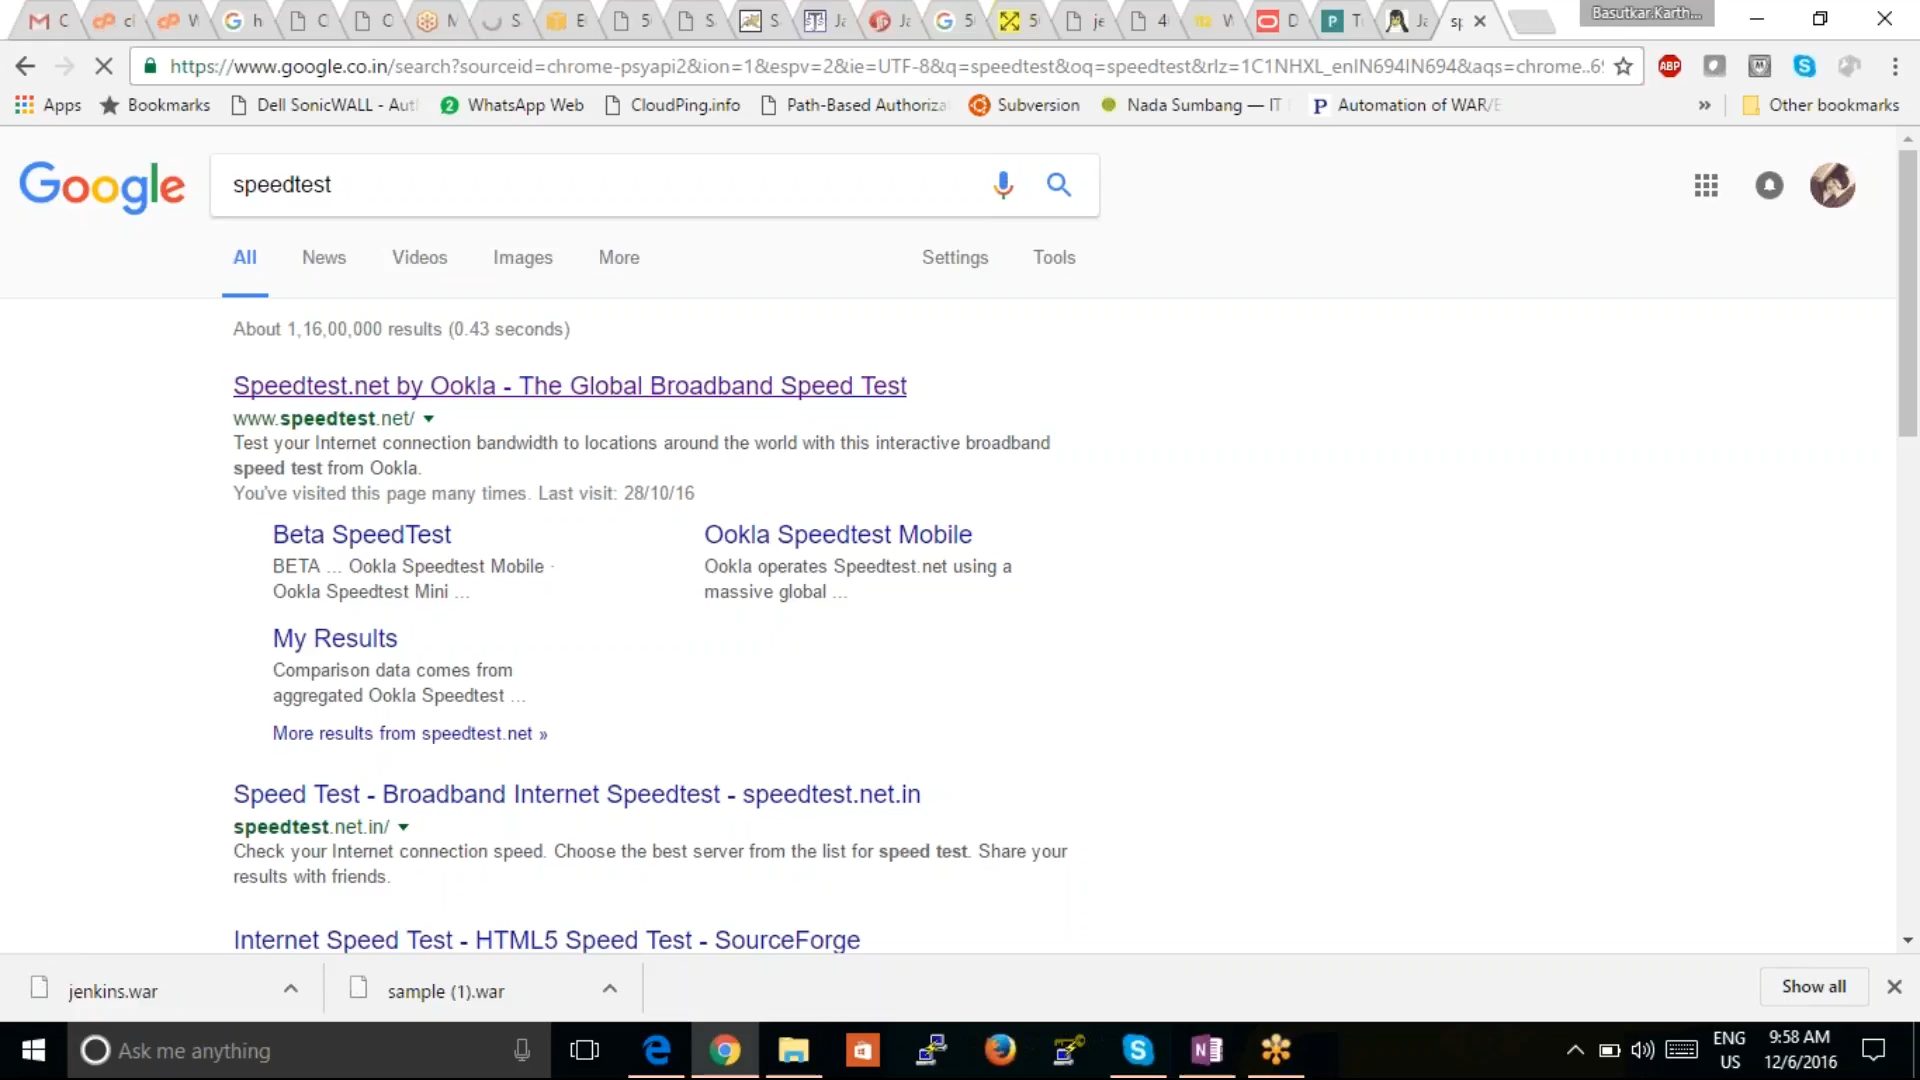 Basutkar.Karth...
https://www.google.co.in/search?sourceid=chrome-psyapi2&ion=1&espv=2&ie=UTF-8&q=speedtest&oq=speedtest&rlz=1C1NHXL_enIN694IN694&aqs=chrome..69
ABP
Apps
Bookmarks
Dell SonicWALL - Aut
WhatsApp Web
CloudPing.info
Path-Based Authoriza
Subversion
Nada Sumbang — IT
Automation of WAR/E
»
Other bookmarks
Google
speedtest
All
News
Videos
Images
More
Settings
Tools
About 1,16,00,000 results (0.43 seconds)
Speedtest.net by Ookla - The Global Broadband Speed Test
www.speedtest.net/
Test your Internet connection bandwidth to locations around the world with this interactive broadband
speed test from Ookla.
You've visited this page many times. Last visit: 28/10/16
Beta SpeedTest
BETA ... Ookla Speedtest Mobile ·
Ookla Speedtest Mini ...
Ookla Speedtest Mobile
Ookla operates Speedtest.net using a
massive global ...
My Results
Comparison data comes from
aggregated Ookla Speedtest ...
More results from speedtest.net »
Speed Test - Broadband Internet Speedtest - speedtest.net.in
speedtest.net.in/
Check your Internet connection speed. Choose the best server from the list for speed test. Share your
results with friends.
Internet Speed Test - HTML5 Speed Test - SourceForge
jenkins.war
sample (1).war
Show all
Ask me anything
ENG
US
9:58 AM
12/6/2016